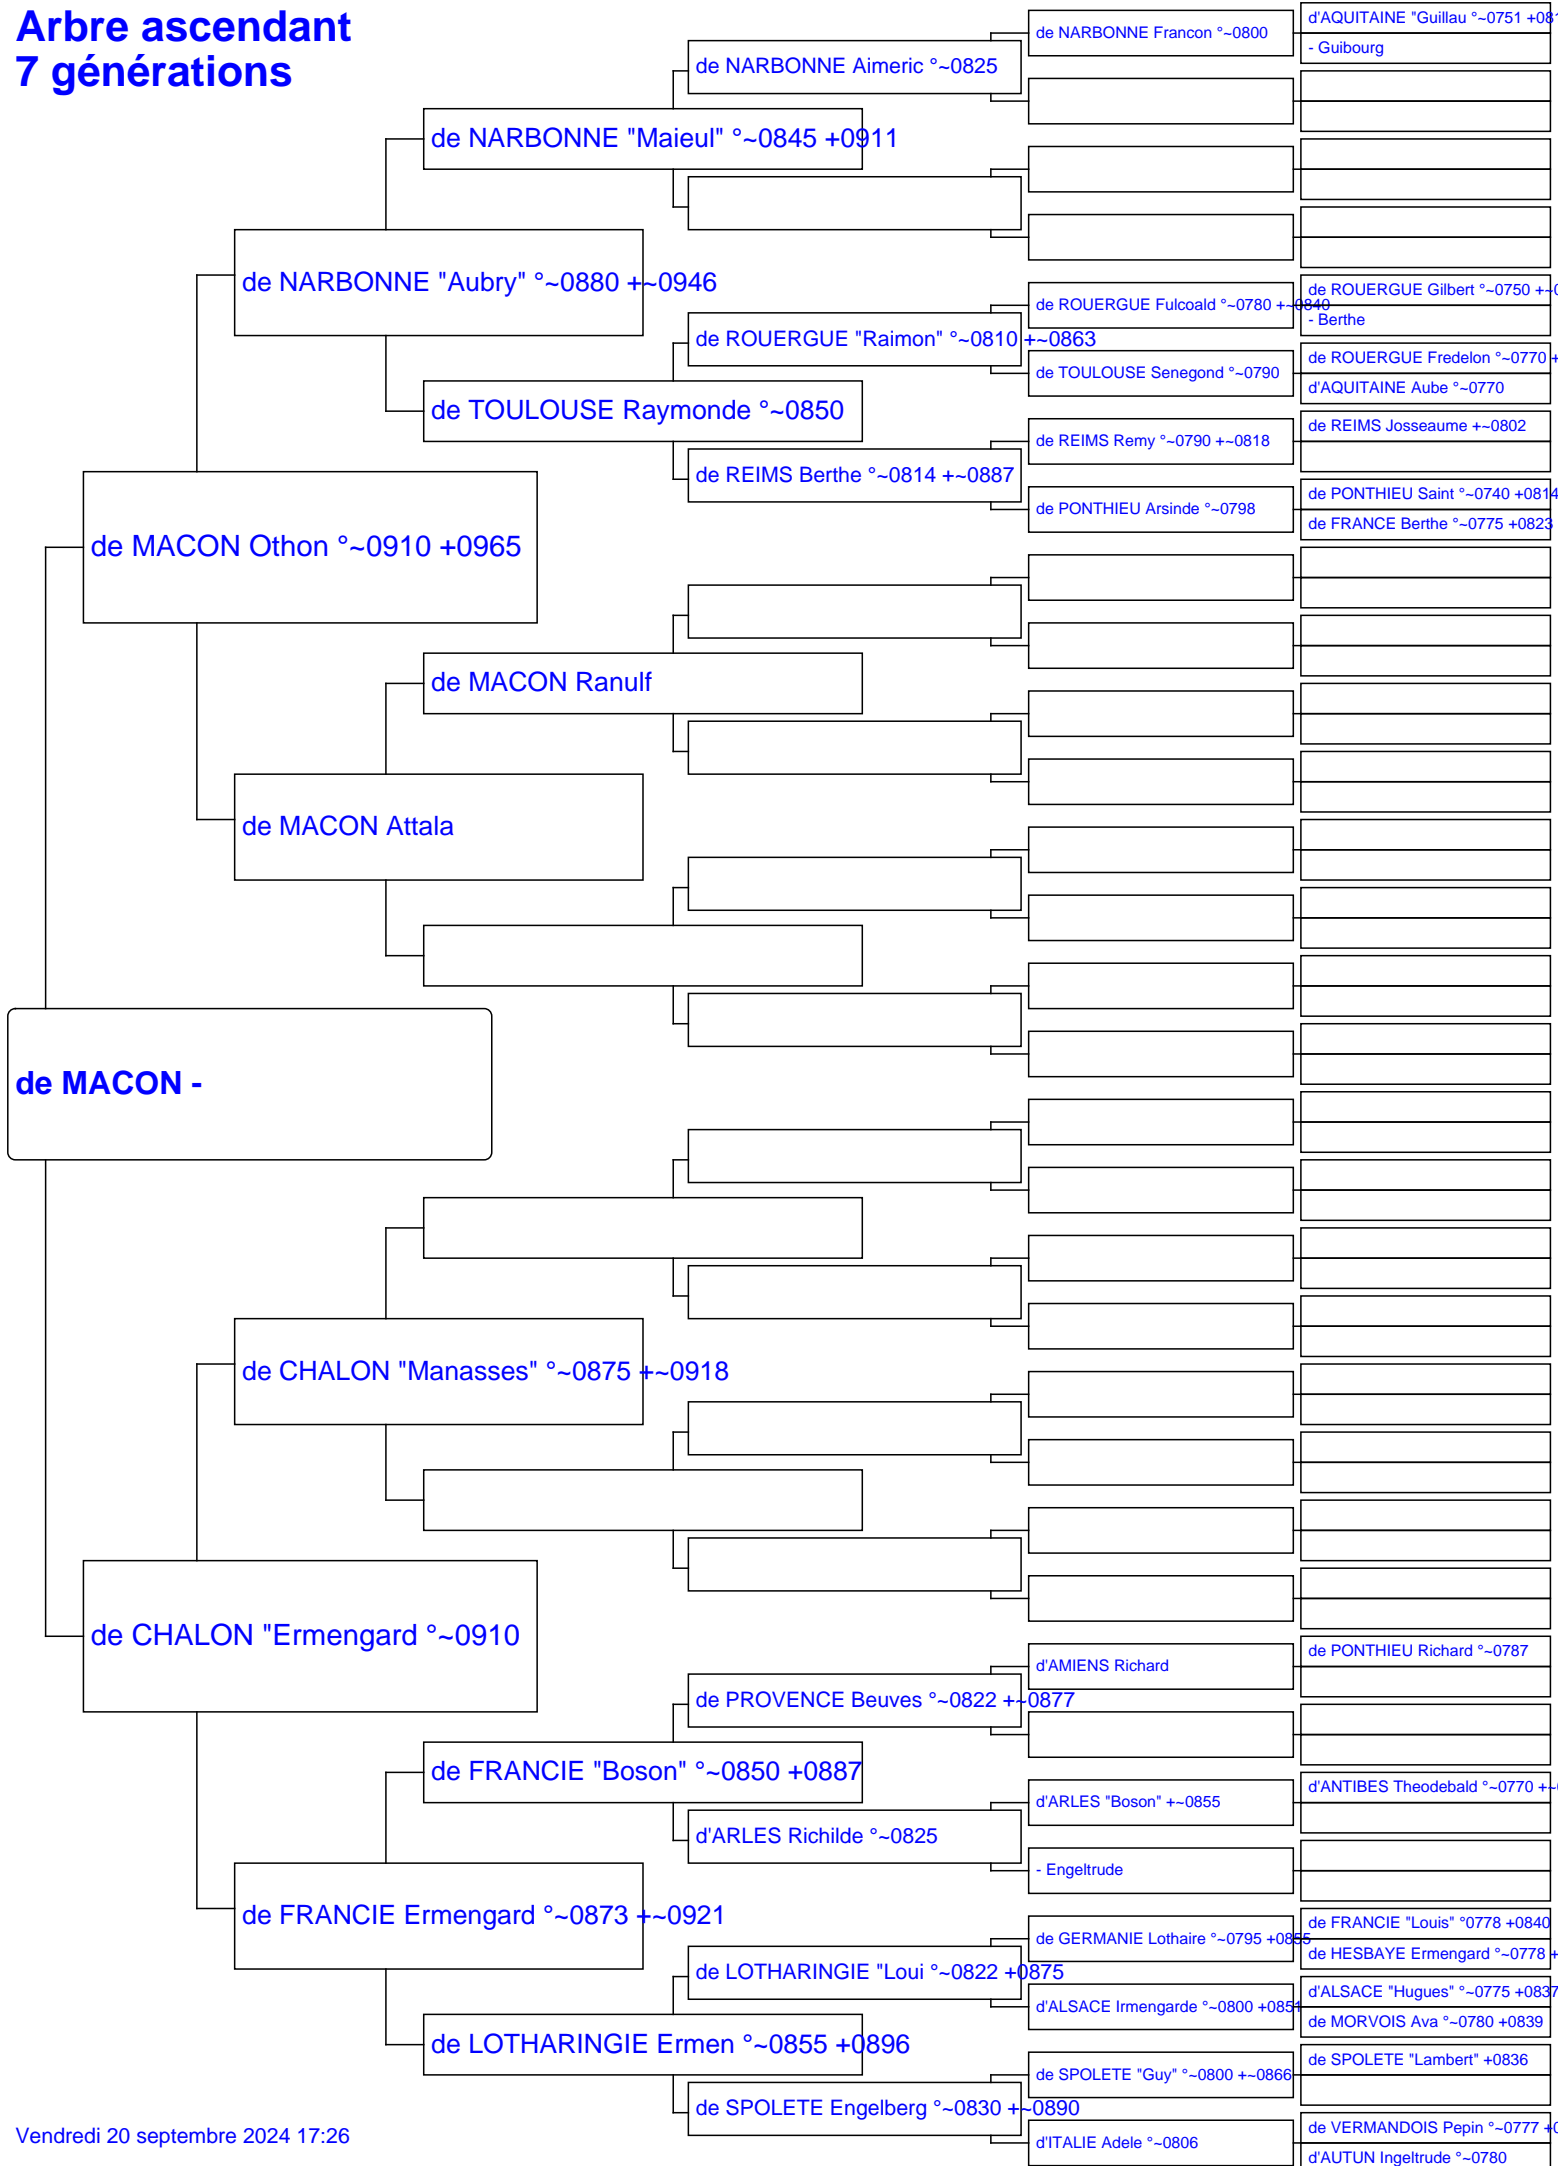 Arbre ascendant
7 générations
de MACON -
de MACON Othon °~0910 +0965
de CHALON "Ermengard °~0910
de NARBONNE "Aubry" °~0880 +~0946
de MACON Attala
de CHALON "Manasses" °~0875 +~0918
de FRANCIE Ermengard °~0873 +~0921
de NARBONNE "Maieul" °~0845 +0911
de TOULOUSE Raymonde °~0850
de MACON Ranulf
de FRANCIE "Boson" °~0850 +0887
de LOTHARINGIE Ermen °~0855 +0896
de NARBONNE Aimeric °~0825
de ROUERGUE "Raimon" °~0810 +~0863
de REIMS Berthe °~0814 +~0887
de PROVENCE Beuves °~0822 +~0877
d'ARLES Richilde °~0825
de LOTHARINGIE "Loui °~0822 +0875
de SPOLETE Engelberg °~0830 +~0890
de NARBONNE Francon °~0800
de ROUERGUE Fulcoald °~0780 +~0840
de TOULOUSE Senegond °~0790
de REIMS Remy °~0790 +~0818
de PONTHIEU Arsinde °~0798
d'AMIENS Richard
d'ARLES "Boson" +~0855
- Engeltrude
de GERMANIE Lothaire °~0795 +0855
d'ALSACE Irmengarde °~0800 +0851
de SPOLETE "Guy" °~0800 +~0866
d'ITALIE Adele °~0806
d'AQUITAINE "Guillau °~0751
- Guibourg
de ROUERGUE Gilbert °~0750
- Berthe
de ROUERGUE Fredelon °~0770 +
d'AQUITAINE Aube °~0770
de REIMS Josseaume +~0802
de PONTHIEU Saint °~0740 +0814
de FRANCE Berthe °~0775 +0823
de PONTHIEU Richard °~0787
d'ANTIBES Theodebald °~0770
de FRANCIE "Louis" °0778 +0840
de HESBAYE Ermengard °~0778 +
d'ALSACE "Hugues" °~0775 +0837
de MORVOIS Ava °~0780 +0839
de SPOLETE "Lambert" +0836
de VERMANDOIS Pepin °~0777
d'AUTUN Ingeltrude °~0780
Vendredi 20 septembre 2024 17:26